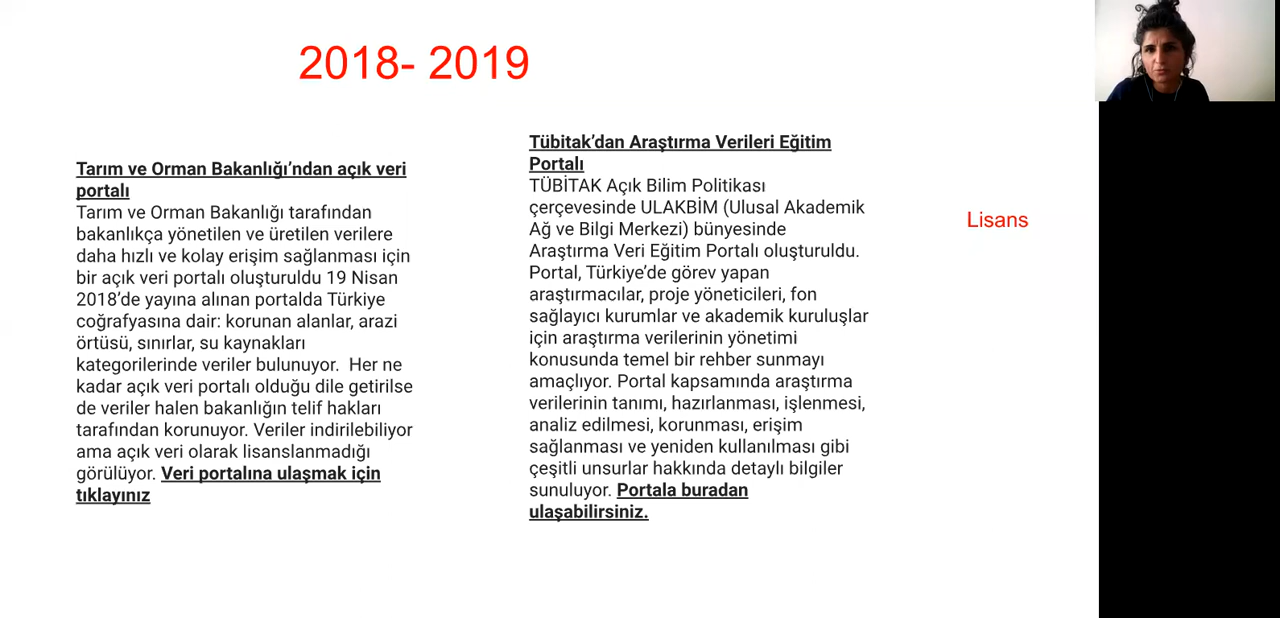 2018- 2019
Tarım ve Orman Bakanlığı’ndan açık veri
portalı
Tarım ve Orman Bakanlığı tarafından
bakanlıkça yönetilen ve üretilen verilere
daha hızlı ve kolay erişim sağlanması için
bir açık veri portalı oluşturuldu 19 Nisan
2018’de yayına alınan portalda Türkiye
coğrafyasına dair: korunan alanlar, arazi
örtüsü, sınırlar, su kaynakları
kategorilerinde veriler bulunuyor.  Her ne
kadar açık veri portalı olduğu dile getirilse
de veriler halen bakanlığın telif hakları
tarafından korunuyor. Veriler indirilebiliyor
ama açık veri olarak lisanslanmadığı
görülüyor. Veri portalına ulaşmak için
tıklayınız
Tübitak’dan Araştırma Verileri Eğitim
Portalı
TÜBİTAK Açık Bilim Politikası
çerçevesinde ULAKBİM (Ulusal Akademik
Ağ ve Bilgi Merkezi) bünyesinde
Araştırma Veri Eğitim Portalı oluşturuldu.
Portal, Türkiye’de görev yapan
araştırmacılar, proje yöneticileri, fon
sağlayıcı kurumlar ve akademik kuruluşlar
için araştırma verilerinin yönetimi
konusunda temel bir rehber sunmayı
amaçlıyor. Portal kapsamında araştırma
verilerinin tanımı, hazırlanması, işlenmesi,
analiz edilmesi, korunması, erişim
sağlanması ve yeniden kullanılması gibi
çeşitli unsurlar hakkında detaylı bilgiler
sunuluyor. Portala buradan
ulaşabilirsiniz.
Lisans